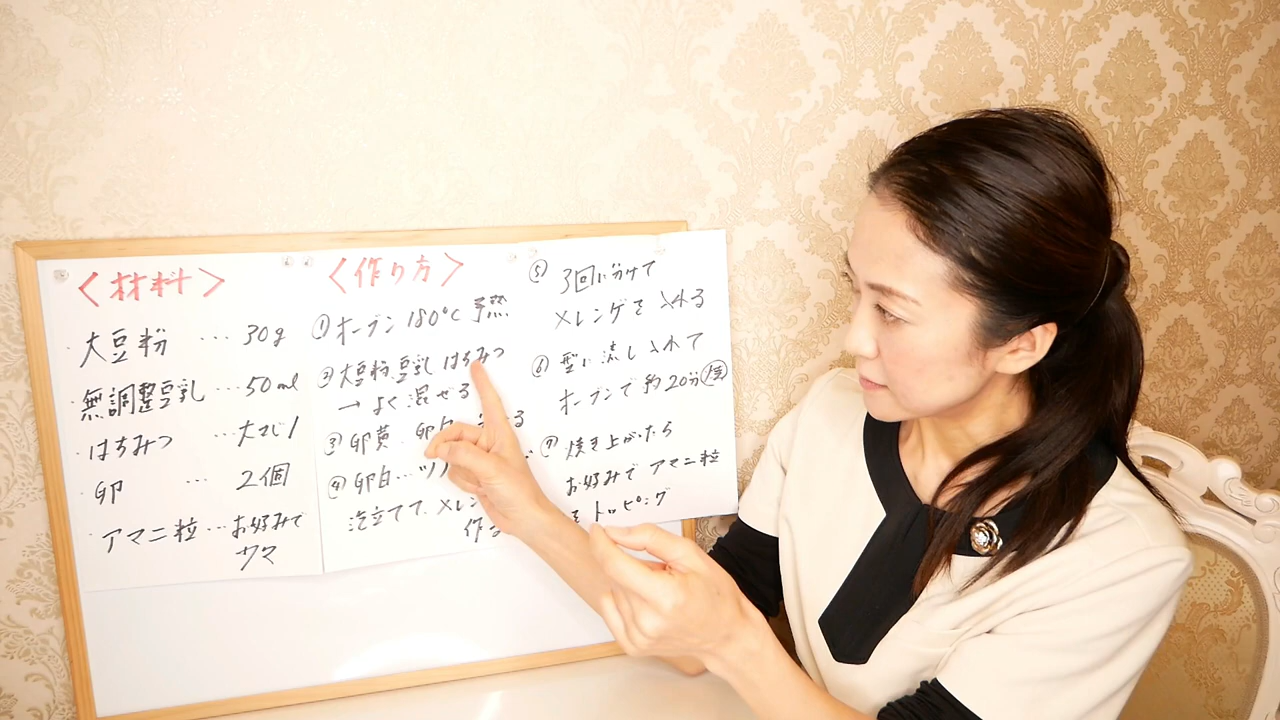 <材料>
大豆粉 … 30g
無調整豆乳 … 50ml
はちみつ … 大さじ1
卵 … 2個
アマニ粒 … お好みで
<作り方>
① オーブン 180℃ 予熱
② 大豆粉、豆乳 はちみつ
→ よく混ぜる
③ 卵黄、卵白
④ 卵白…ツノ
泡立てて、メレン
作る
⑤ 3回に分けて
メレンゲを 入れる
⑥ 型に流し入れて
オーブンで約20分 焼
⑦ 焼き上がったら
お好みで アマニ粒
を トッピング